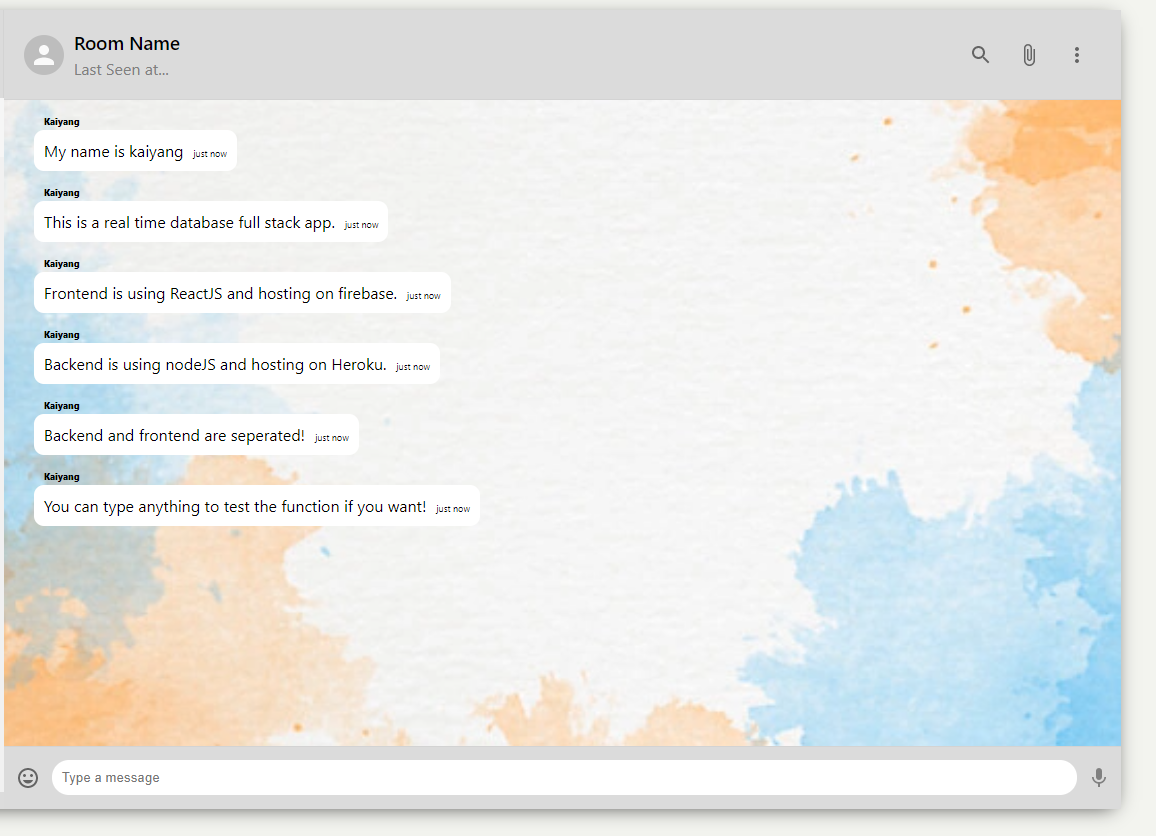 Room Name
Last Seen at...
Kaiyang
My name is kaiyang just now
Kaiyang
This is a real time database full stack app. just now
Kaiyang
Frontend is using ReactJS and hosting on firebase. just now
Kaiyang
Backend is using nodeJS and hosting on Heroku. just now
Kaiyang
Backend and frontend are seperated! just now
Kaiyang
You can type anything to test the function if you want! just now
Type a message